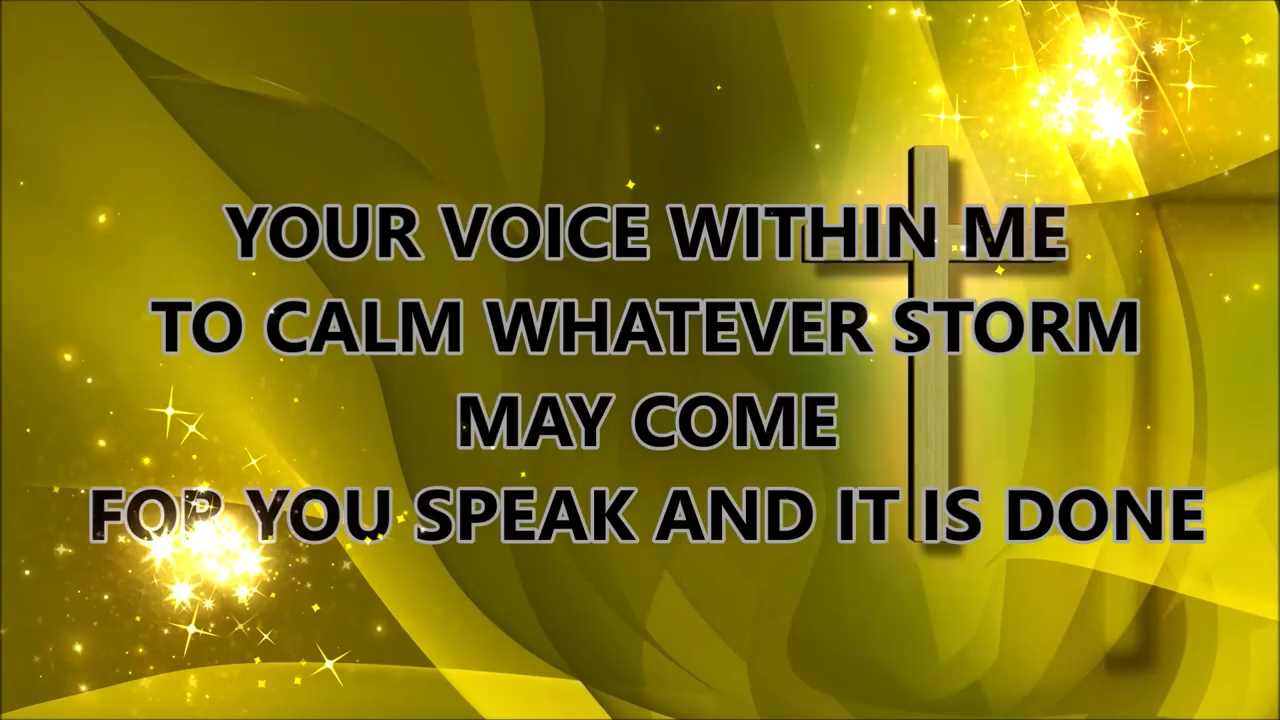 YOUR VOICE WITHIN ME
TO CALM WHATEVER STORM
MAY COME
FOR YOU SPEAK AND IT IS DONE